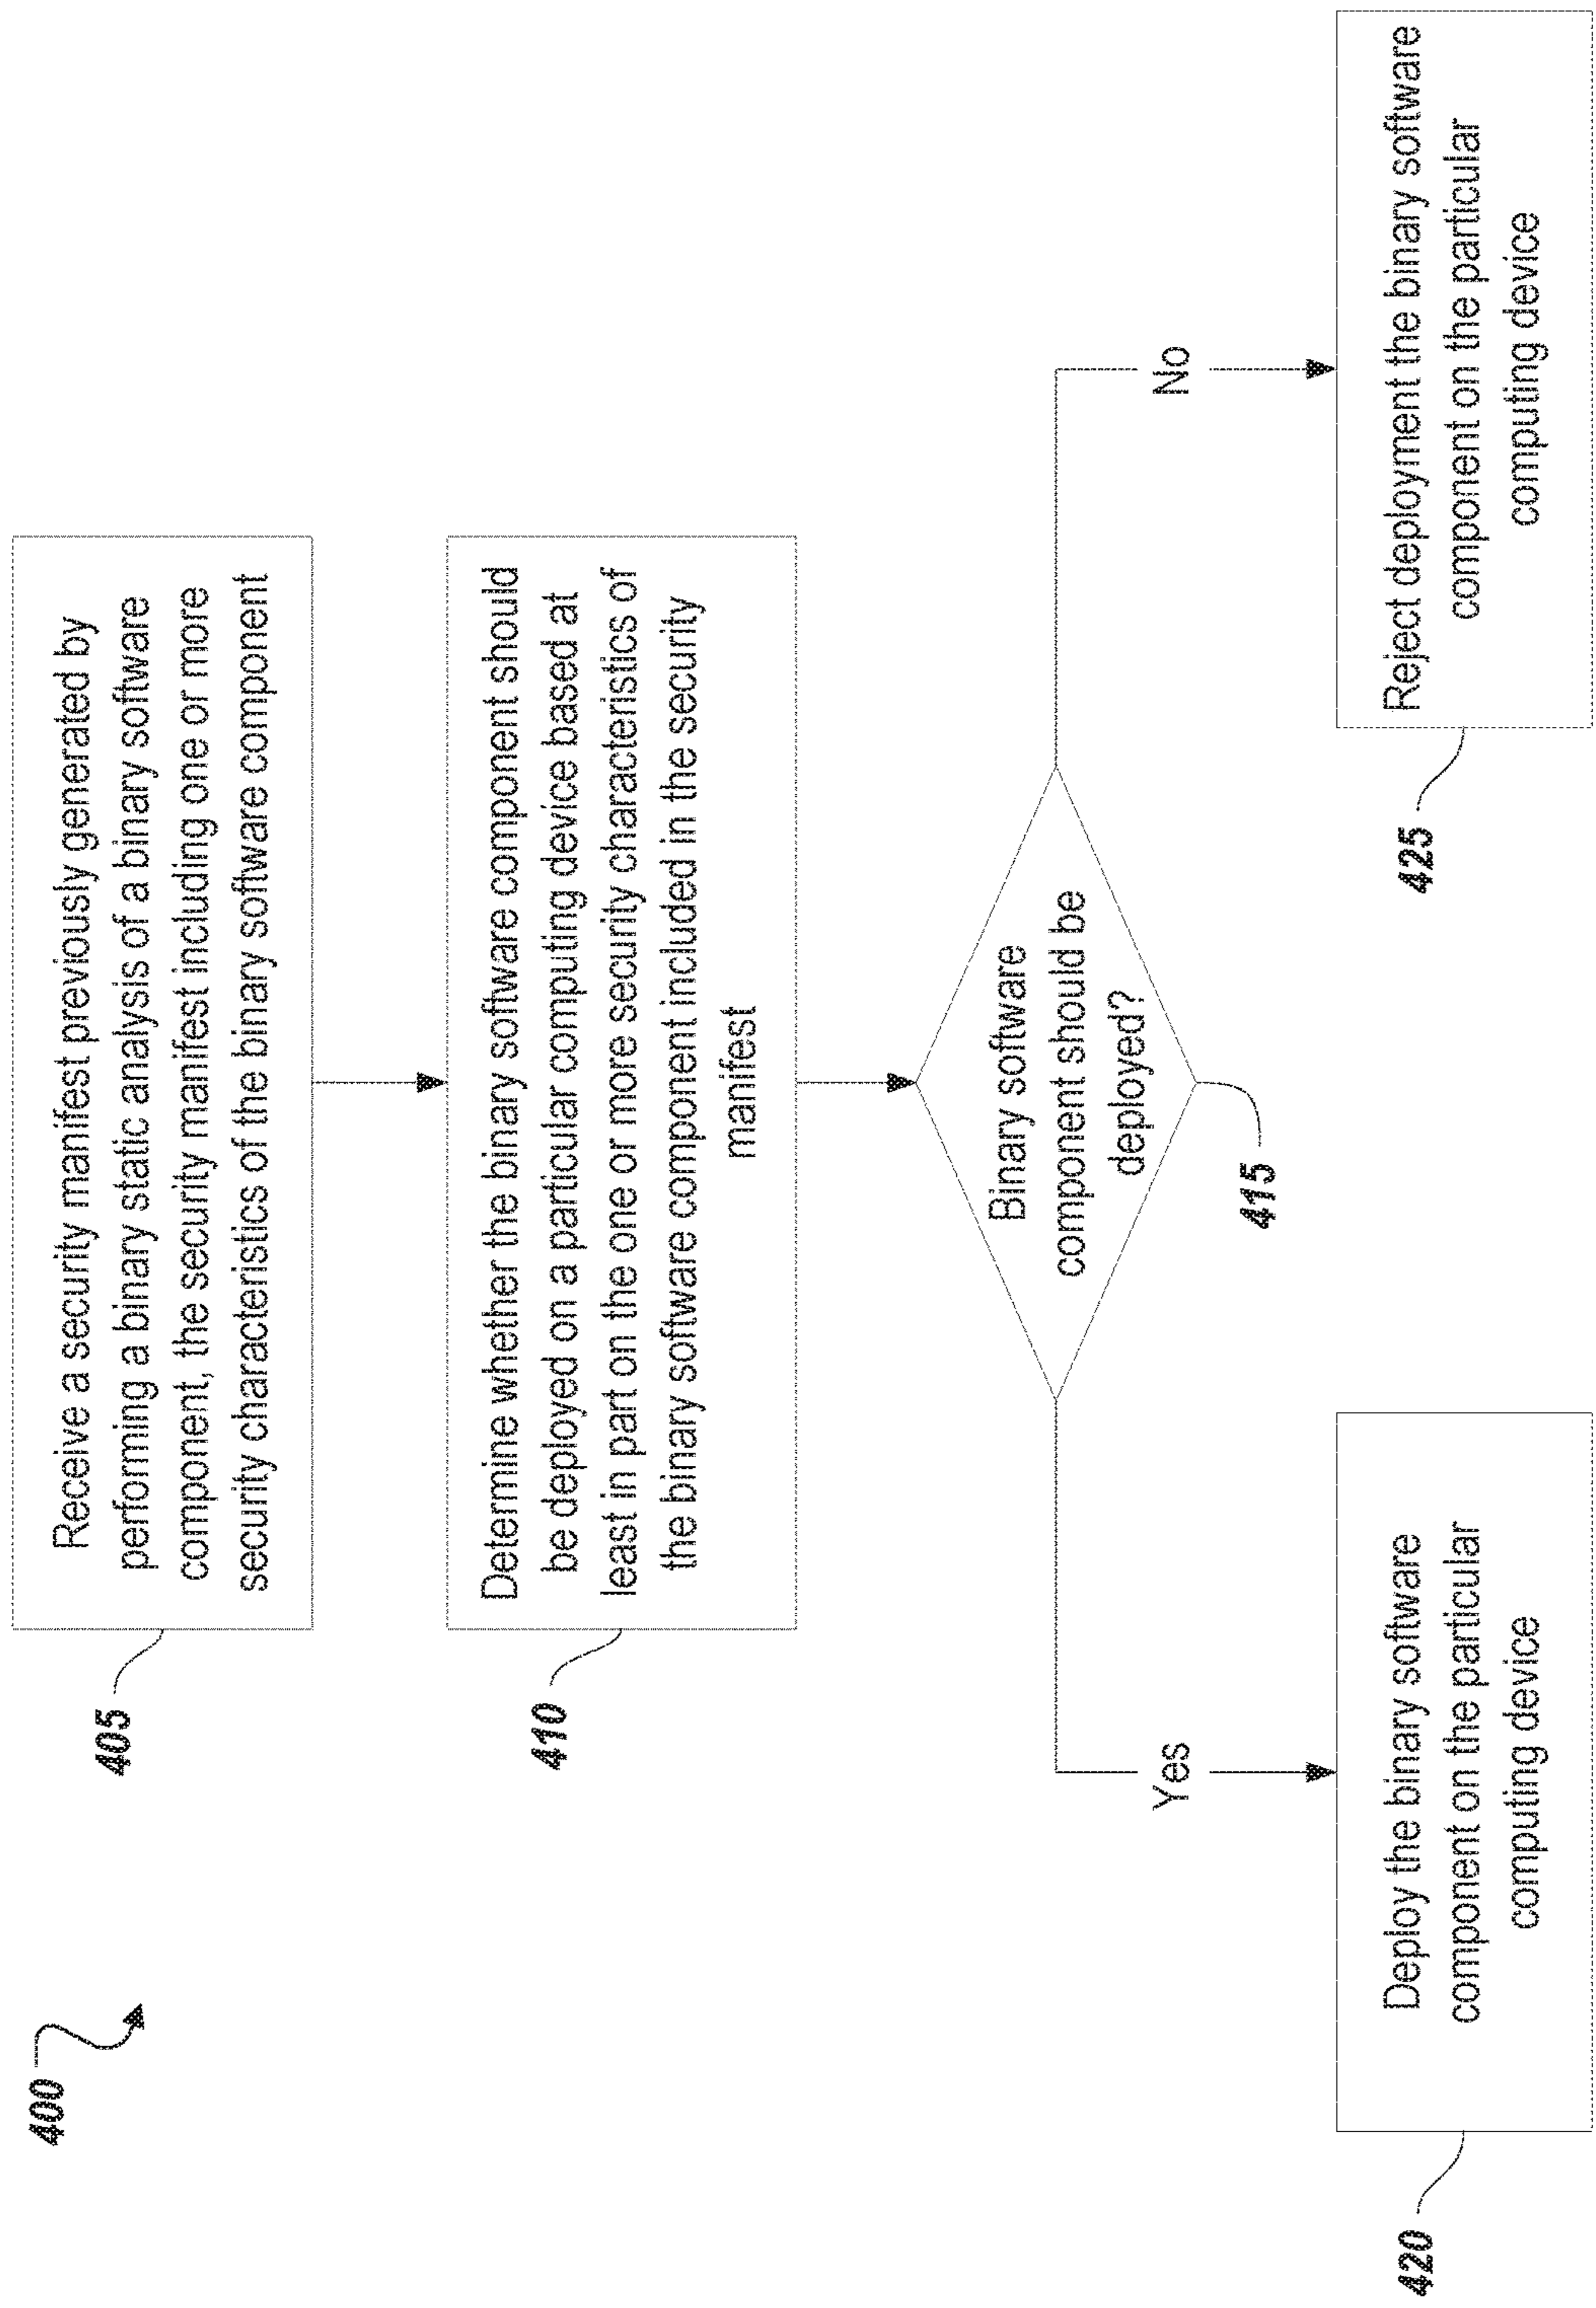 400
405
Receive a security manifest previously generated by
performing a binary static analysis of a binary software
component, the security manifest including one or more
security characteristics of the binary software component
410
Determine whether the binary software component should
be deployed on a particular computing device based at
least in part on the one or more security characteristics of
the binary software component included in the security
manifest
Binary software
component should be
deployed?
415
Yes
No
420
Deploy the binary software
component on the particular
computing device
425
Reject deployment the binary software
component on the particular
computing device